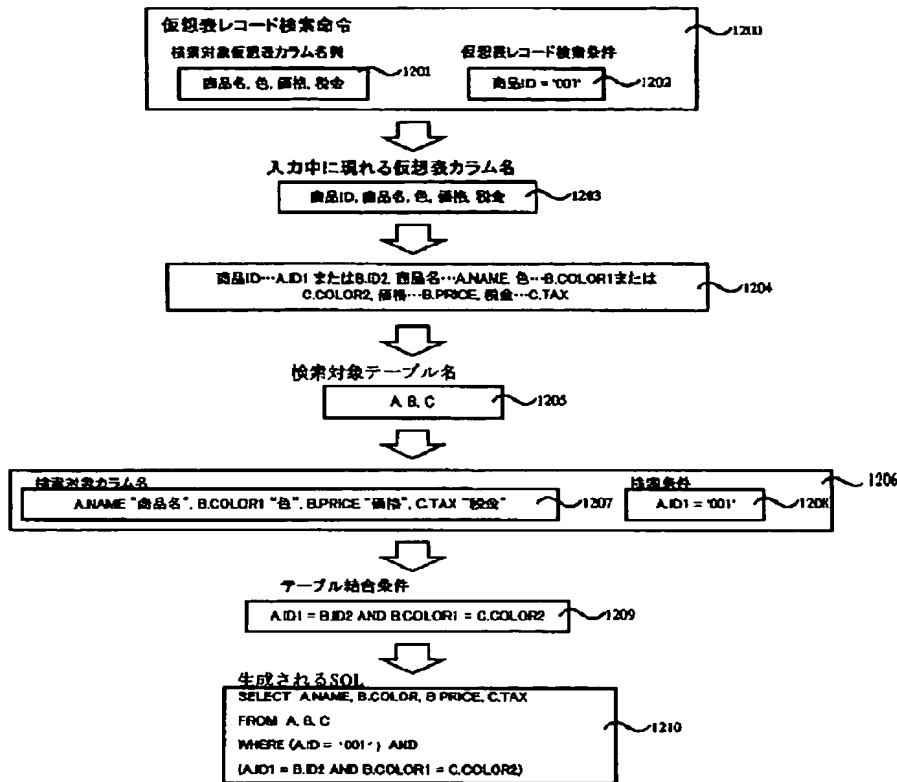 仮想表レコード検索命令
1200
検索対象仮想表カラム名列
仮想表レコード検索条件
1201
商品名, 色, 価格, 税金
商品ID = '001'
1202
入力中に現れる仮想表カラム名
商品ID, 商品名, 色, 価格, 税金
1203
商品ID…A.ID1 またはB.ID2, 商品名…A.NAME, 色…B.COLOR1または
C.COLOR2, 価格…B.PRICE, 税金…C.TAX
1204
検索対象テーブル名
A, B, C
1205
1206
検索対象カラム名
検索条件
A.NAME "商品名", B.COLOR1 "色", B.PRICE "価格", C.TAX "税金"
1207
A.ID1 = '001'
1208
テーブル結合条件
A.ID1 = B.ID2 AND B.COLOR1 = C.COLOR2
1209
生成されるSQL
SELECT A.NAME, B.COLOR, B.PRICE, C.TAX
FROM A, B, C
WHERE (A.ID = '001') AND
(A.ID1 = B.ID2 AND B.COLOR1 = C.COLOR2)
1210